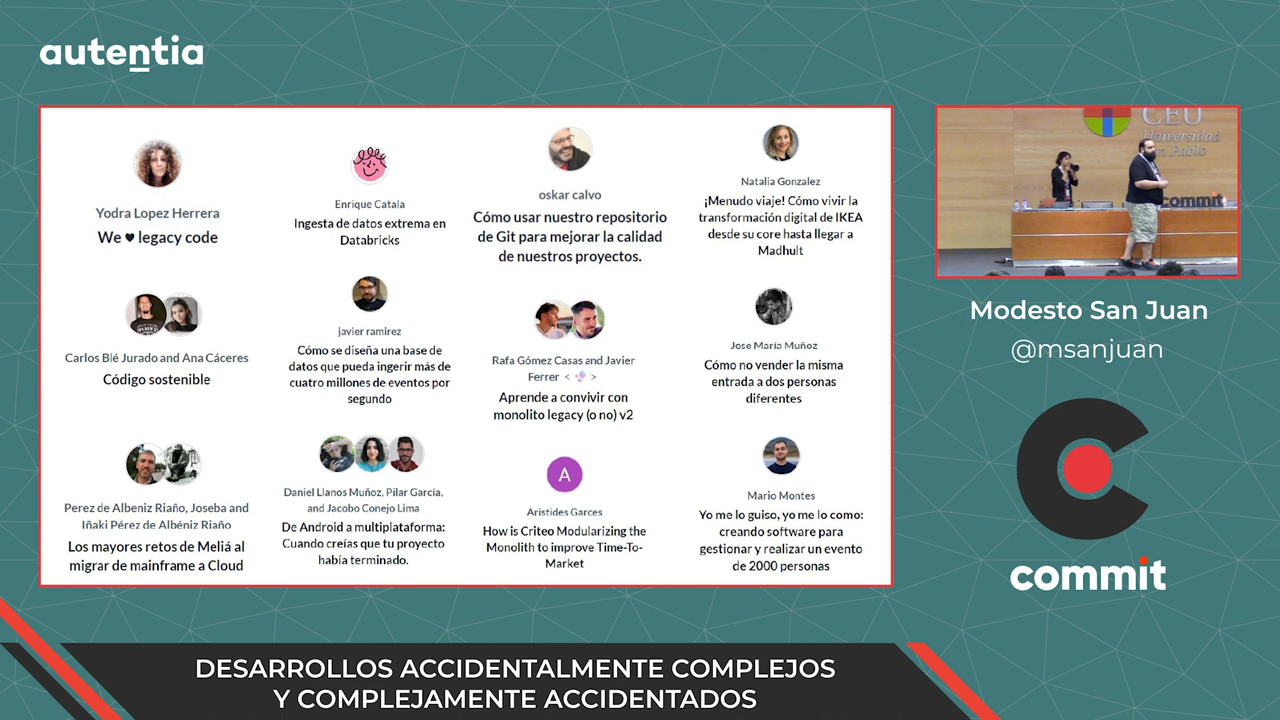 autentia
Yodra Lopez Herrera
We ♥ legacy code
Enrique Catala
Ingesta de datos extrema en
Databricks
oskar calvo
Cómo usar nuestro repositorio
de Git para mejorar la calidad
de nuestros proyectos.
Natalia Gonzalez
¡Menudo viaje! Cómo vivir la
transformación digital de IKEA
desde su core hasta llegar a
Madhult
Carlos Blé Jurado and Ana Cáceres
Código sostenible
javier ramirez
Cómo se diseña una base de
datos que pueda ingerir más de
cuatro millones de eventos por
segundo
Rafa Gómez Casas and Javier
Ferrer < >
Aprende a convivir con
monolito legacy (o no) v2
Jose María Muñoz
Cómo no vender la misma
entrada a dos personas
diferentes
Perez de Albeniz Riaño, Joseba and
Iñaki Pérez de Albéniz Riaño
Los mayores retos de Meliá al
migrar de mainframe a Cloud
Daniel Llanos Muñoz, Pilar García,
and Jacobo Conejo Lima
De Android a multiplataforma:
Cuando creías que tu proyecto
había terminado.
A
Aristides Garces
How is Criteo Modularizing the
Monolith to improve Time-To-
Market
Mario Montes
Yo me lo guiso, yo me lo como:
creando software para
gestionar y realizar un evento
de 2000 personas
CEU
Universidad
Pablo
commit
Modesto San Juan
@msanjuan
commit
DESARROLLOS ACCIDENTALMENTE COMPLEJOS
Y COMPLEJAMENTE ACCIDENTADOS